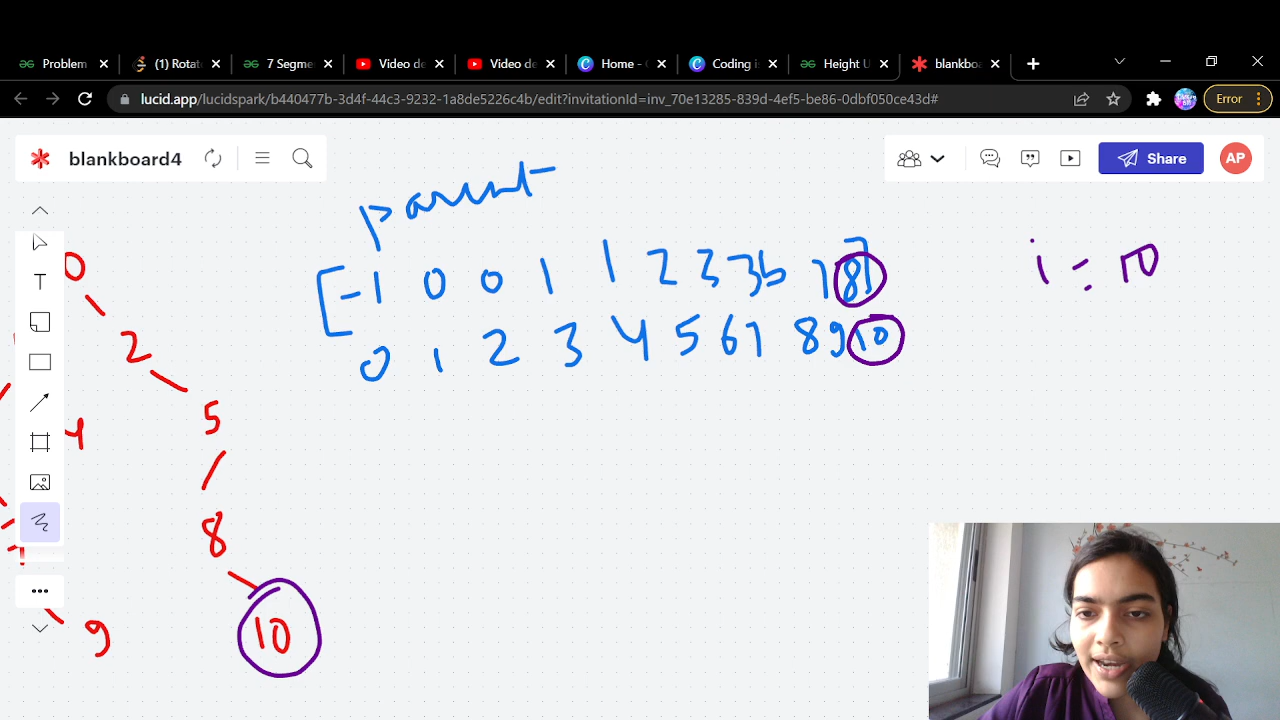 Problem
(1) Rotat
7 Segme
Video de
Video de
Home - C
Coding is
Height U
blankbo
lucid.app/lucidspark/b440477b-3d4f-44c3-9232-1a8de5226c4b/edit?invitationId=inv_70e13285-839d-4ef5-be86-0dbf050ce43d#
Error
blankboard4
Share
AP
parent
[-1 0 0 1 1 2 3 3 5 7 8]
0 1 2 3 4 5 6 7 8 9 10
i = 10
0
2
5
4
8
7
9
10
T